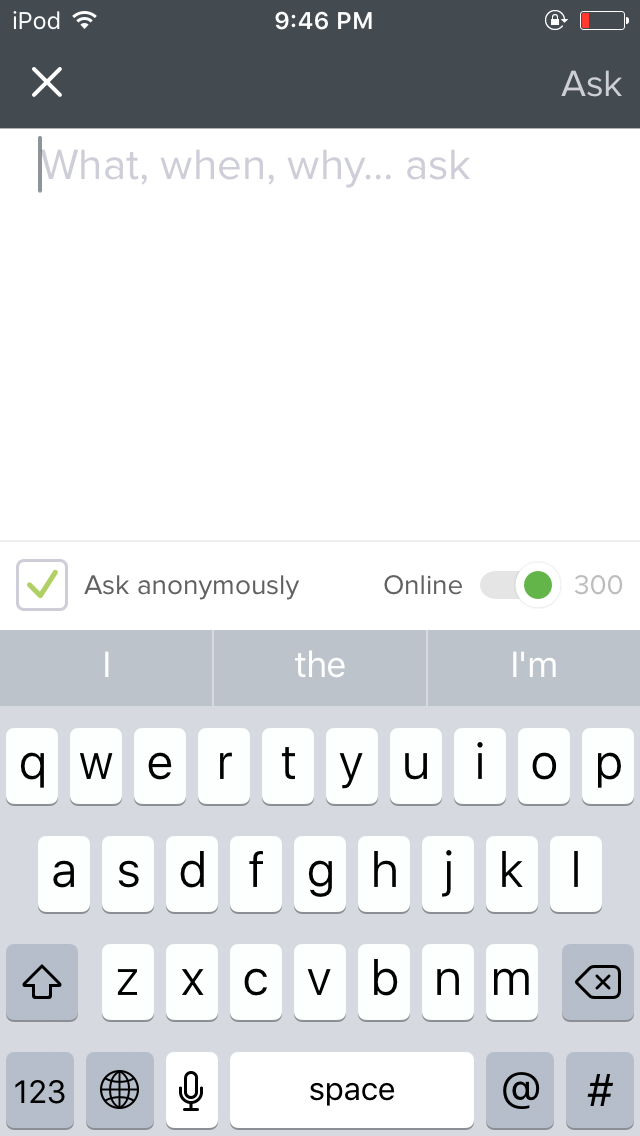 iPod 9:46 PM
Ask
What, when, why... ask
Ask anonymously Online 300
I the I'm
q w e r t y u i o p
a s d f g h j k l
z x c v b n m
123 space @ #